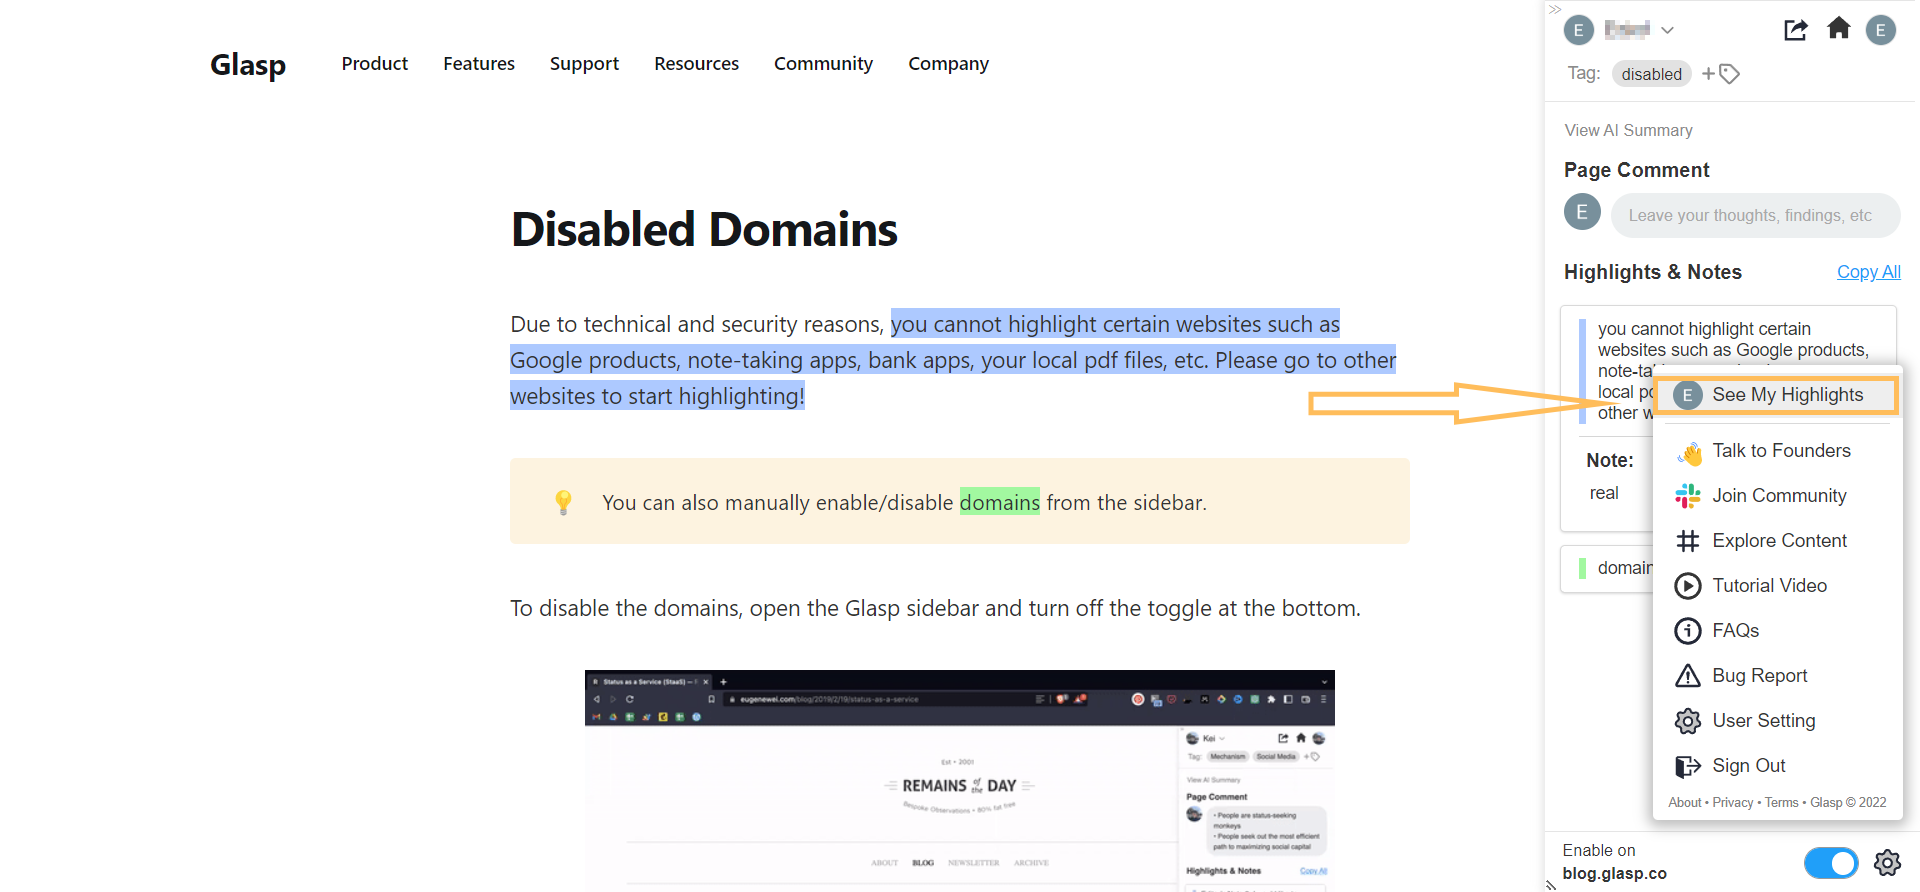 Glasp
Product Features Support Resources Community Company
Disabled Domains
Due to technical and security reasons, you cannot highlight certain websites such as
Google products, note-taking apps, bank apps, your local pdf files, etc. Please go to other
websites to start highlighting!
You can also manually enable/disable domains from the sidebar.
To disable the domains, open the Glasp sidebar and turn off the toggle at the bottom.
Status as a Service (StaaS) —
eugenewei.com/blog/2019/2/19/status-as-a-service
Est • 2001
REMAINS of the DAY
Bespoke Observations • 80% fat free
ABOUT BLOG NEWSLETTER ARCHIVE
Kei
Tag: Mechanism Social Media +
View AI Summary
Page Comment
• People are status-seeking
monkeys
• People seek out the most efficient
path to maximizing social capital
Highlights & Notes Copy All
E
E
Tag: disabled +
View AI Summary
Page Comment
E
Leave your thoughts, findings, etc
Highlights & Notes Copy All
you cannot highlight certain
websites such as Google products,
note-ta
local
other
Note:
real
domain
E See My Highlights
Talk to Founders
Join Community
Explore Content
Tutorial Video
FAQs
Bug Report
User Setting
Sign Out
About • Privacy • Terms • Glasp © 2022
Enable on
blog.glasp.co